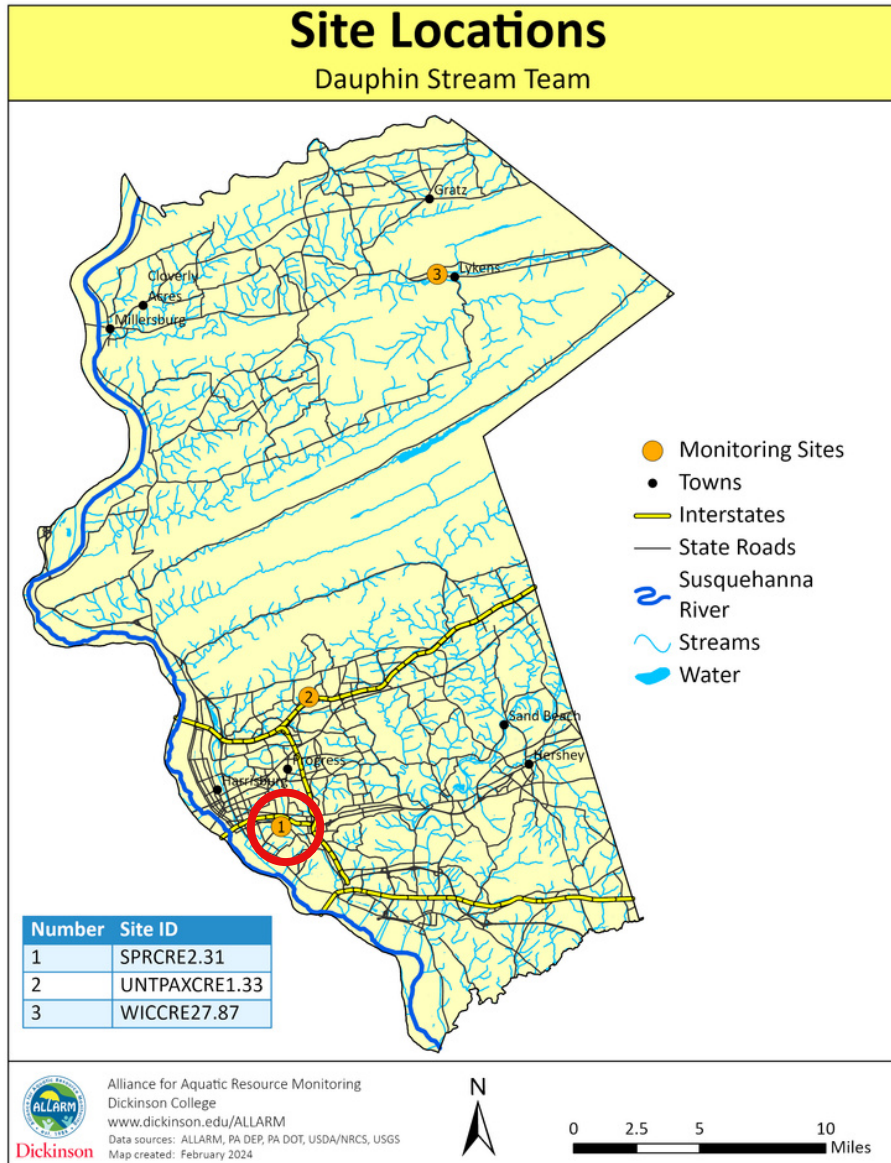 Site Locations
Dauphin Stream Team
Gratz
3
Lykens
Cloverly
Acres
Millersburg
Monitoring Sites
Towns
Interstates
State Roads
Susquehanna
River
Streams
Water
2
Sand Beach
Hershey
Progress
Harrisburg
1
Number Site ID
1 SPRCRE2.31
2 UNTPAXCRE1.33
3 WICCRE27.87
ALLARM
Dickinson
Alliance for Aquatic Resource Monitoring
Dickinson College
www.dickinson.edu/ALLARM
Data sources: ALLARM, PA DEP, PA DOT, USDA/NRCS, USGS
Map created: February 2024
N
0 2.5 5 10
Miles